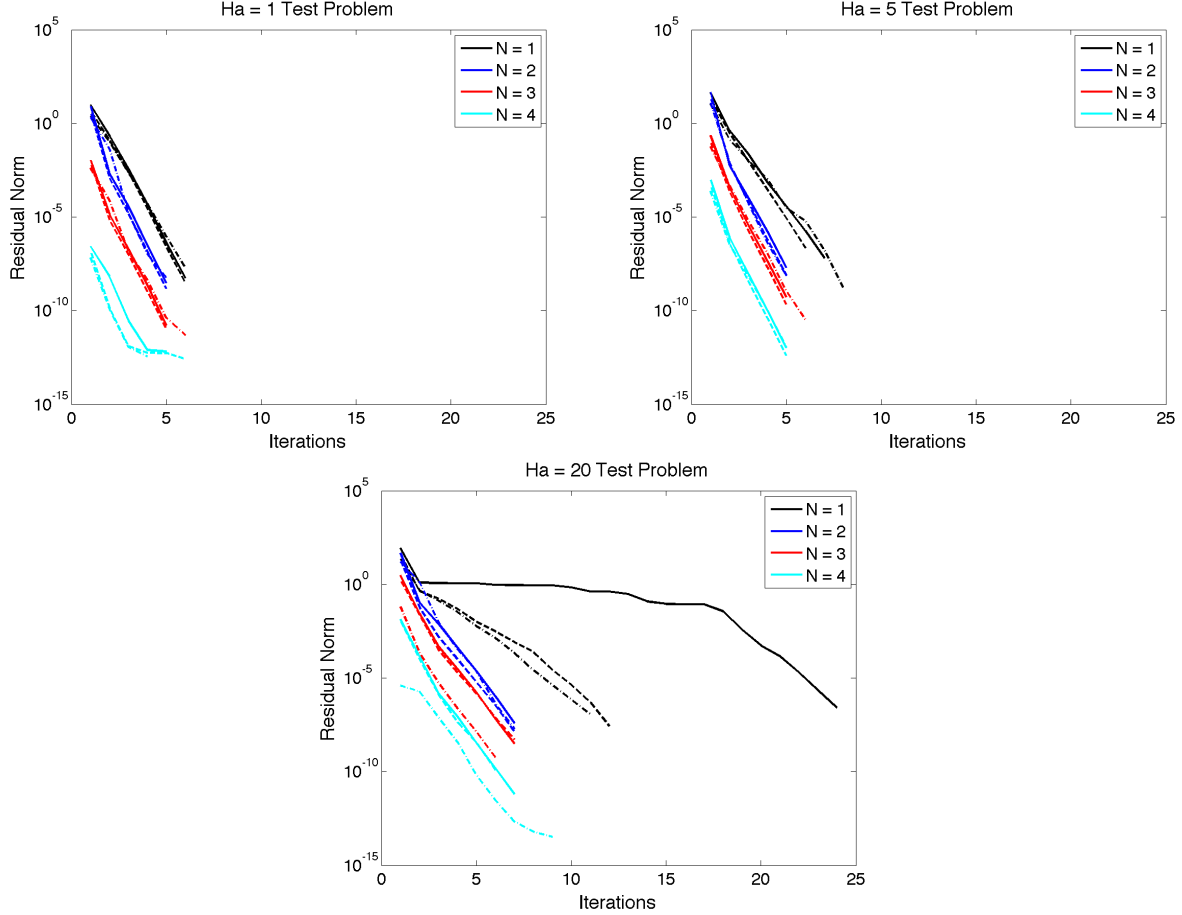 Ha = 1 Test Problem
10^5
10^0
10^-5
10^-10
10^-15
Residual Norm
0 5 10 15 20 25
Iterations
N = 1
N = 2
N = 3
N = 4
Ha = 5 Test Problem
10^5
10^0
10^-5
10^-10
10^-15
Residual Norm
0 5 10 15 20 25
Iterations
N = 1
N = 2
N = 3
N = 4
Ha = 20 Test Problem
10^5
10^0
10^-5
10^-10
10^-15
Residual Norm
0 5 10 15 20 25
Iterations
N = 1
N = 2
N = 3
N = 4